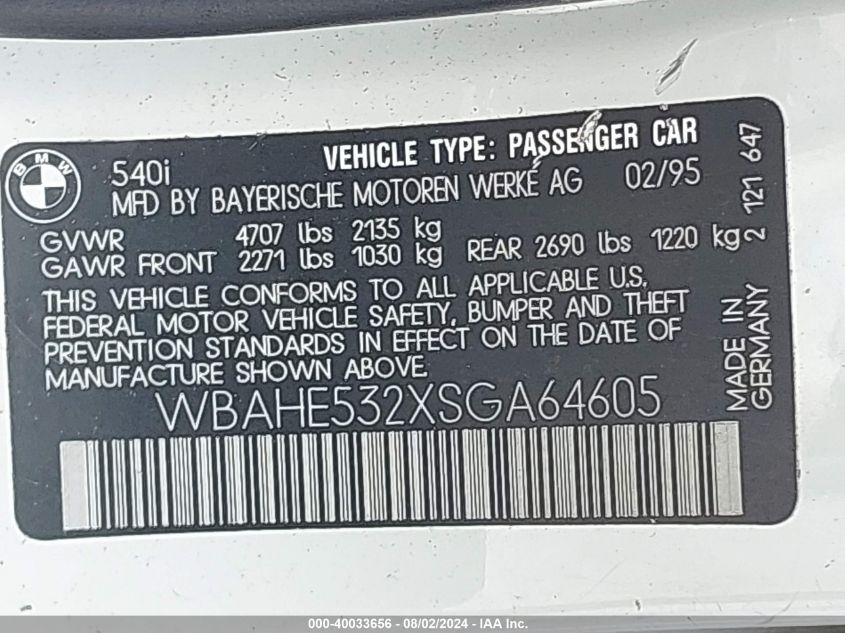 BMW
540i VEHICLE TYPE: PASSENGER CAR
MFD BY BAYERISCHE MOTOREN WERKE AG 02/95
GVWR 4707 lbs 2135 kg
GAWR FRONT 2271 lbs 1030 kg REAR 2690 lbs 1220 kg
THIS VEHICLE CONFORMS TO ALL APPLICABLE U.S.
FEDERAL MOTOR VEHICLE SAFETY, BUMPER AND THEFT
PREVENTION STANDARDS IN EFFECT ON THE DATE OF
MANUFACTURE SHOWN ABOVE.
WBAHE532XSGA64605
2 121 647
MADE IN
GERMANY
000-40033656 - 08/02/2024 - IAA Inc.